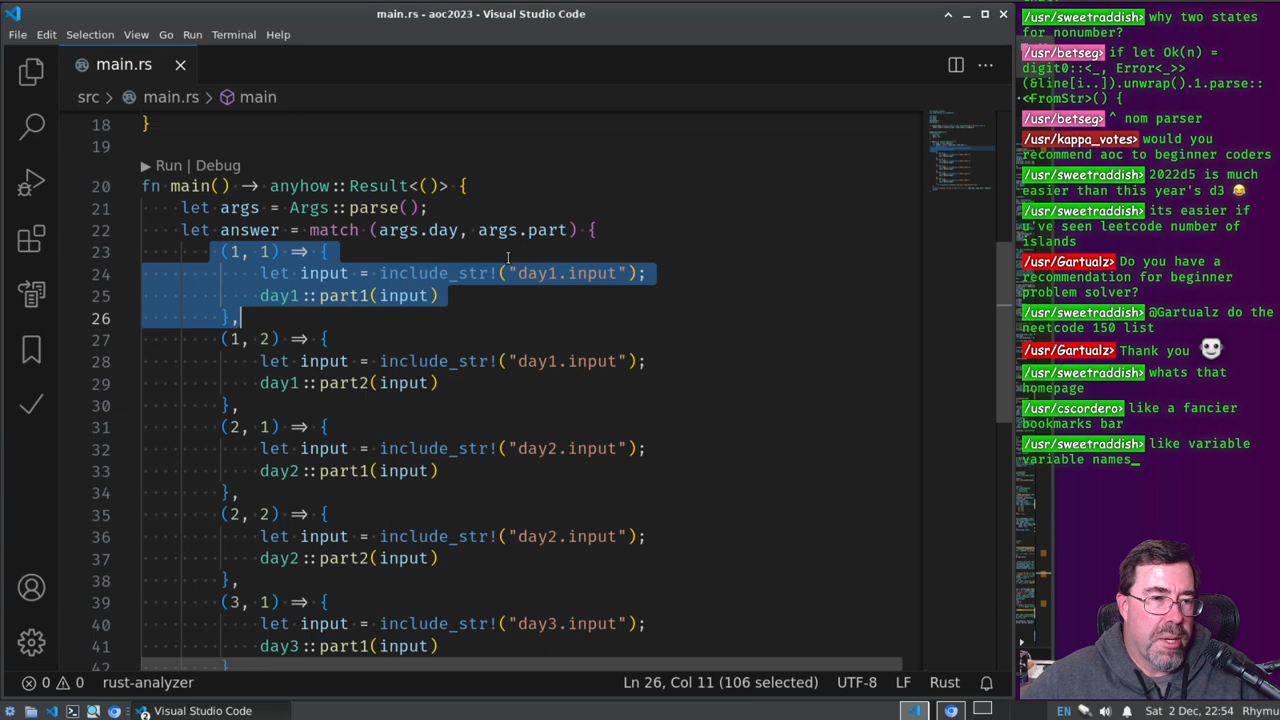 main.rs - aoc2023 - Visual Studio Code
File Edit Selection View Go Run Terminal Help
main.rs
src > main.rs > main
18 }
19
Run | Debug
20 fn main() -> anyhow::Result<()> {
21 let args = Args::parse();
22 let answer = match (args.day, args.part) {
23 (1, 1) => {
24 let input = include_str!("day1.input");
25 day1::part1(input)
26 },
27 (1, 2) => {
28 let input = include_str!("day1.input");
29 day1::part2(input)
30 },
31 (2, 1) => {
32 let input = include_str!("day2.input");
33 day2::part1(input)
34 },
35 (2, 2) => {
36 let input = include_str!("day2.input");
37 day2::part2(input)
38 },
39 (3, 1) => {
40 let input = include_str!("day3.input");
41 day3::part1(input)
42 }
0 0 rust-analyzer Ln 26, Col 11 (106 selected) UTF-8 LF Rust
2 Visual Studio Code EN Sat 2 Dec, 22:54 Rhymu
/usr/sweetraddish> why two states
for nonumber?
/usr/betseg> if let Ok(n) =
digit0::<_, Error<_>>
(&line[i..]).unwrap().1.parse::
<FromStr>() {
/usr/betseg> ^ nom parser
/usr/kappa_votes> would you
recommend aoc to beginner coders
/usr/sweetraddish> 2022d5 is much
easier than this year's d3 😂
/usr/sweetraddish> its easier if
u've seen leetcode number of
islands
/usr/Gartualz> Do you have a
recommendation for beginner
problem solver?
/usr/sweetraddish> @Gartualz do the
neetcode 150 list
/usr/Gartualz> Thank you
/usr/sweetraddish> whats that
homepage
/usr/cscordero> like a fancier
bookmarks bar
/usr/sweetraddish> like variable
variable names_